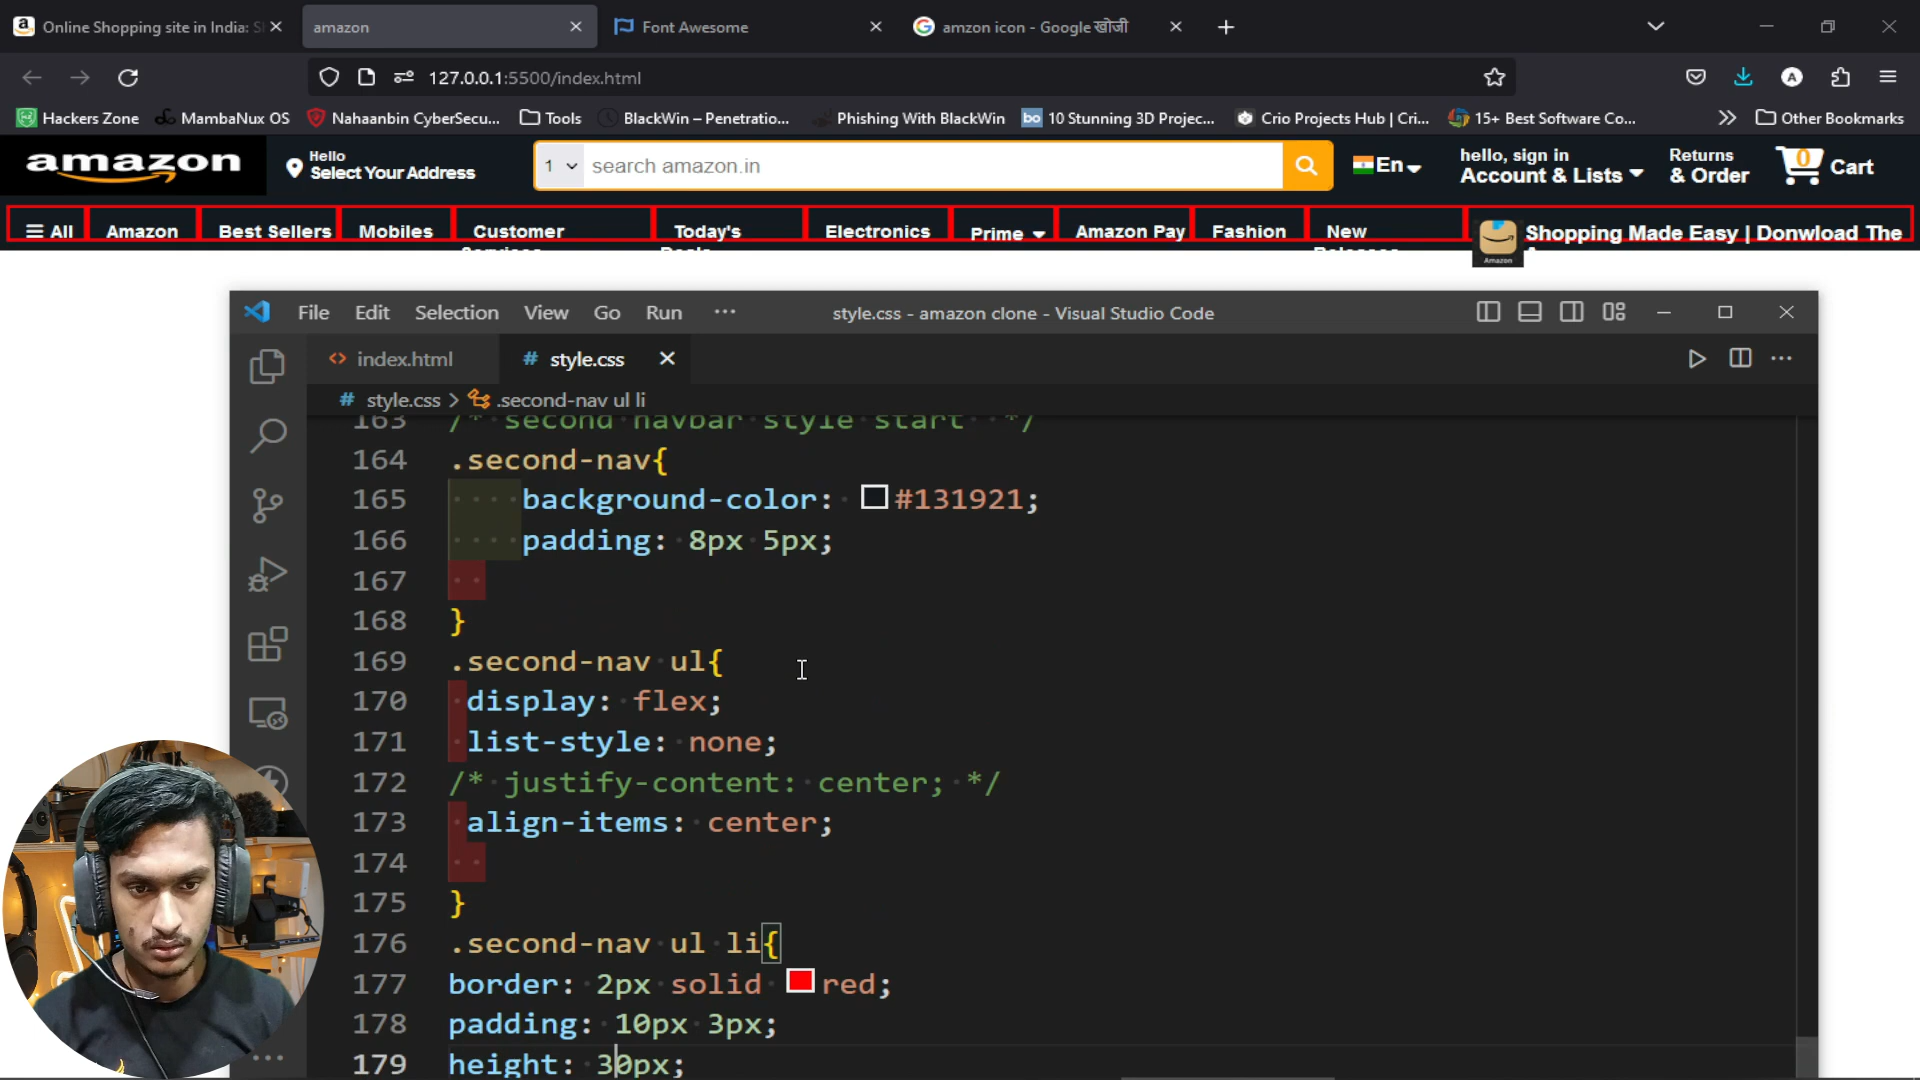 Online Shopping site in India: S
amazon
Font Awesome
amzon icon - Google खोजी
127.0.0.1:5500/index.html
A
Hackers Zone
MambaNux OS
Nahaanbin CyberSecu...
Tools
BlackWin – Penetratio...
Phishing With BlackWin
bo 10 Stunning 3D Projec...
Crio Projects Hub | Cri...
15+ Best Software Co...
Other Bookmarks
amazon
Hello
Select Your Address
1
search amazon.in
En
hello, sign in
Account & Lists
Returns
& Order
0
Cart
All
Amazon
Best Sellers
Mobiles
Customer
Services
Today's
Deals
Electronics
Prime
Amazon Pay
Fashion
New
Releases
Amazon
Shopping Made Easy | Donwload The
File Edit Selection View Go Run ...
style.css - amazon clone - Visual Studio Code
<> index.html
# style.css
# style.css > .second-nav ul li
163 /* second navbar style start */
164 .second-nav{
165 background-color: #131921;
166 padding: 8px 5px;
167
168 }
169 .second-nav ul{
170 display: flex;
171 list-style: none;
172 /* justify-content: center; */
173 align-items: center;
174
175 }
176 .second-nav ul li{
177 border: 2px solid red;
178 padding: 10px 3px;
179 height: 30px;